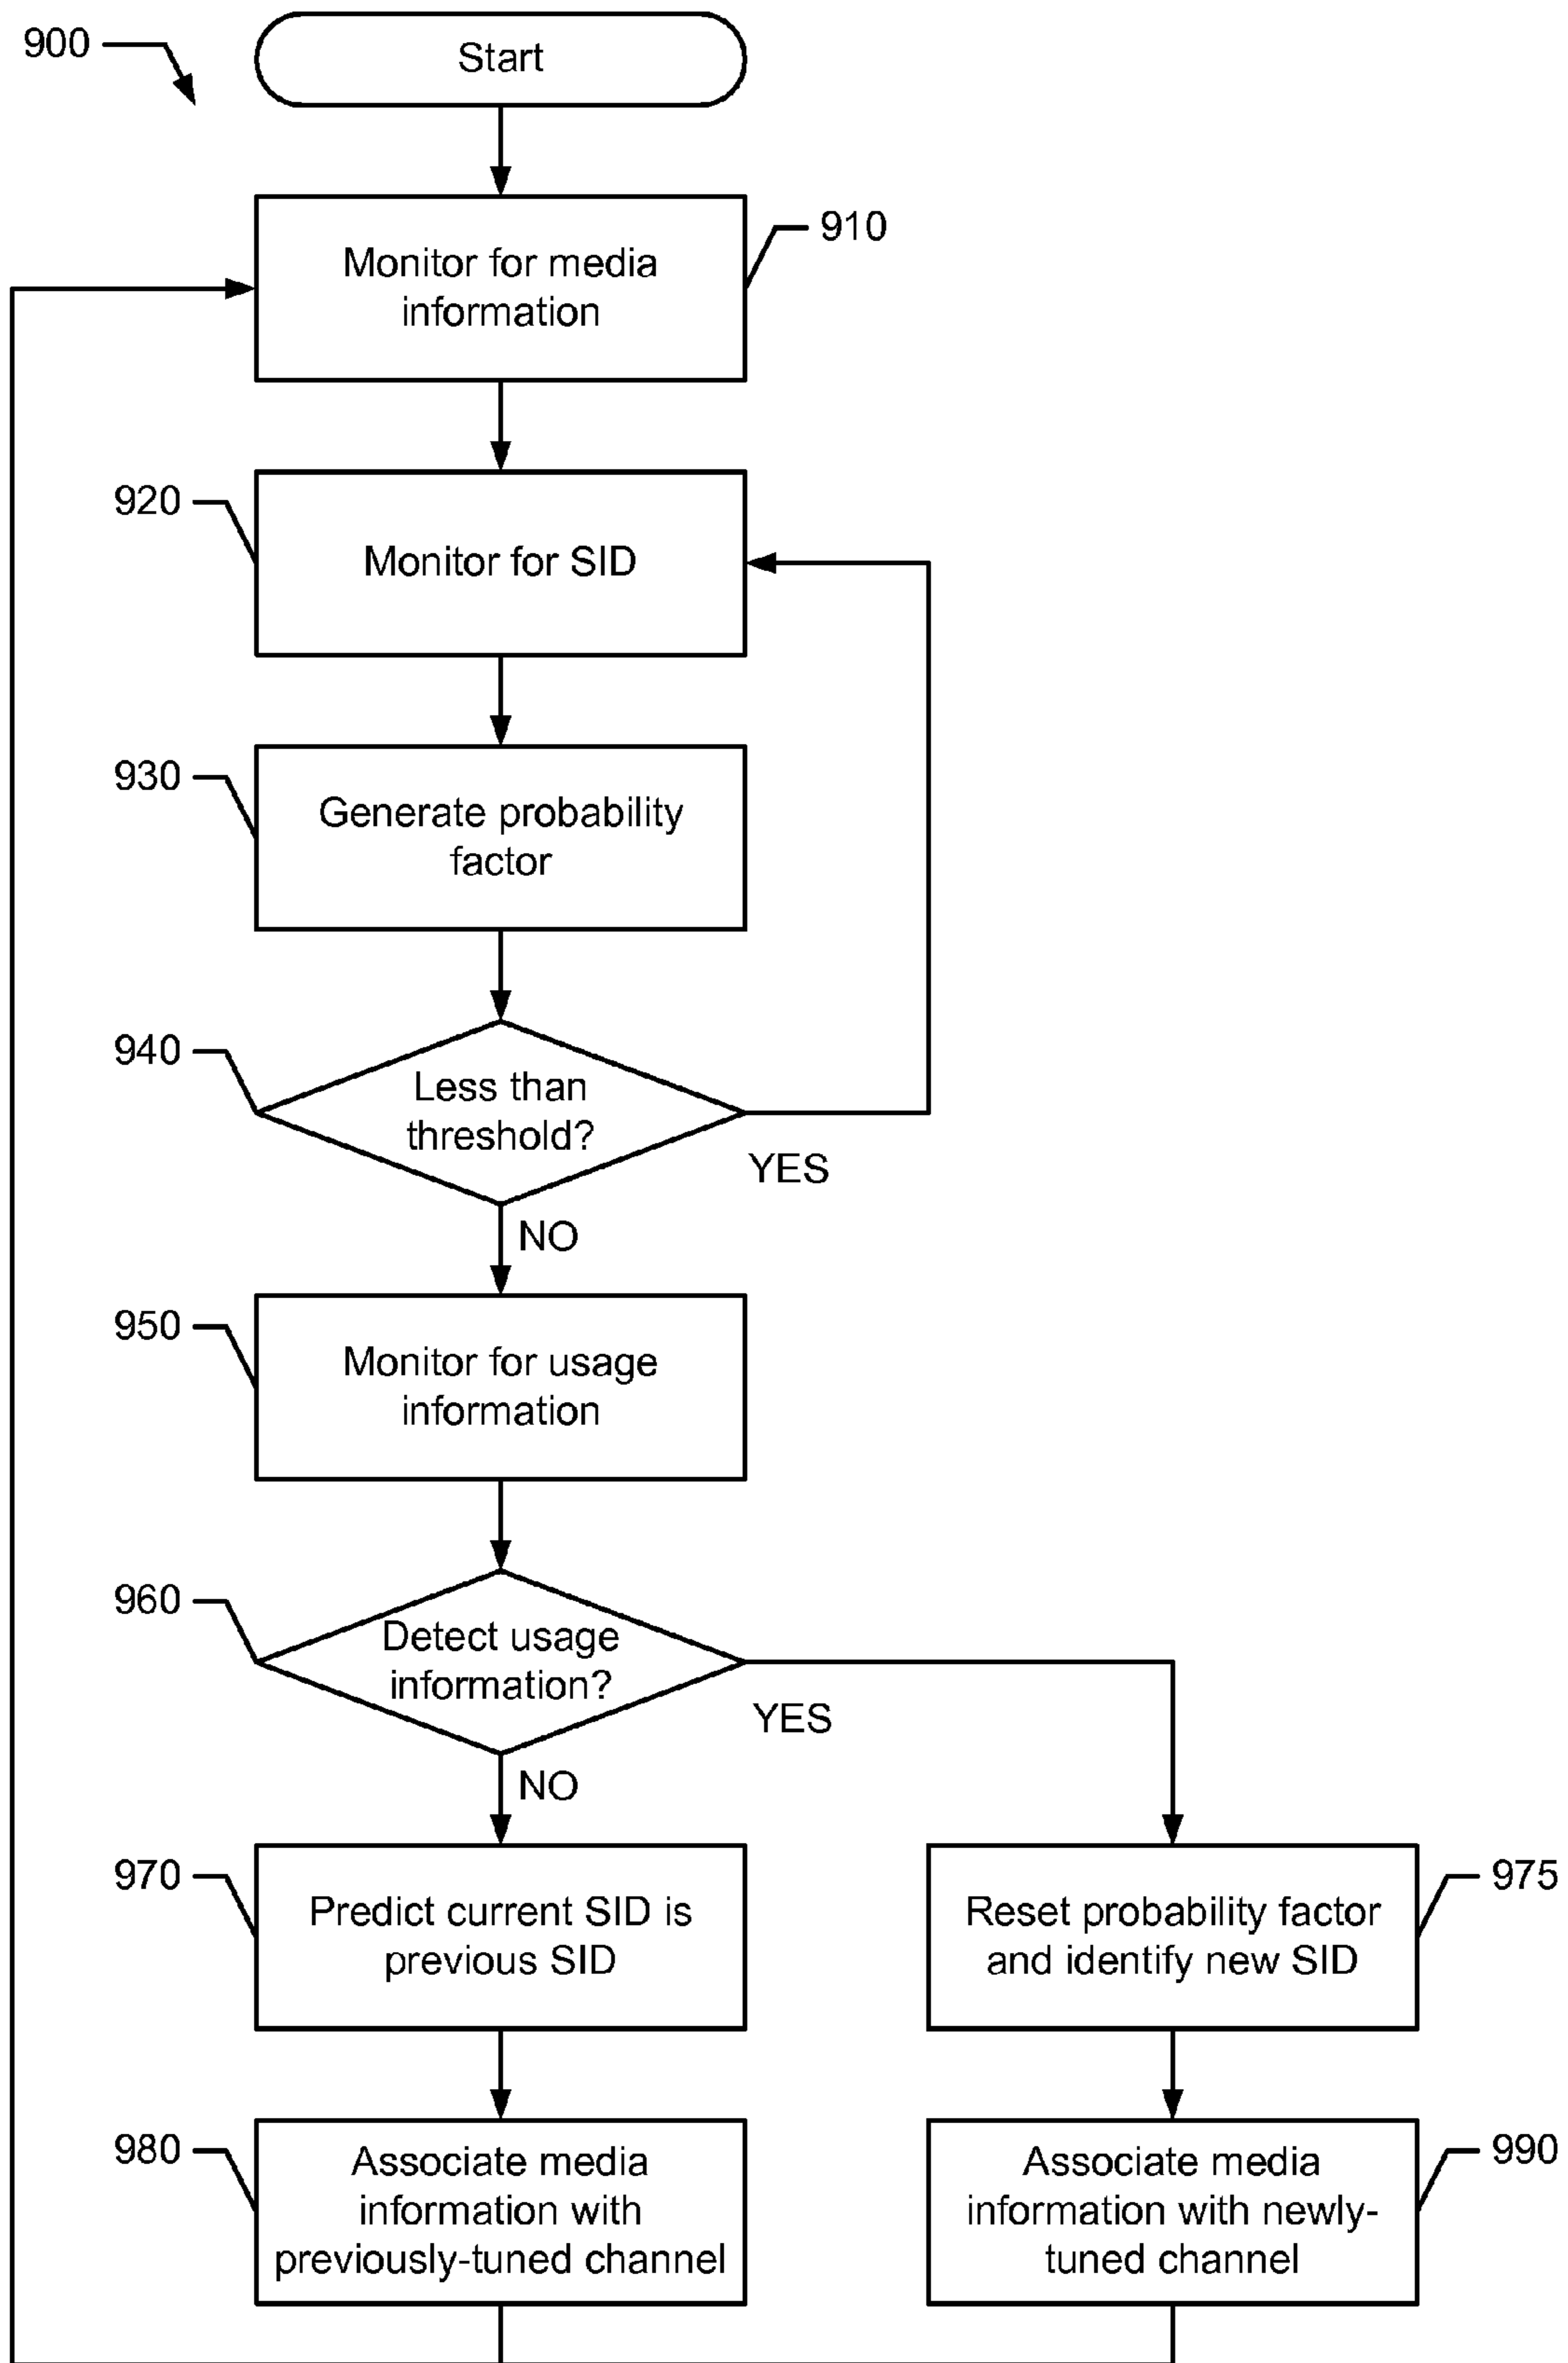 900
Start
Monitor for media
information
910
920
Monitor for SID
930
Generate probability
factor
940
Less than
threshold?
YES
NO
950
Monitor for usage
information
960
Detect usage
information?
YES
NO
970
Predict current SID is
previous SID
Reset probability factor
and identify new SID
975
980
Associate media
information with
previously-tuned channel
Associate media
information with newly-
tuned channel
990